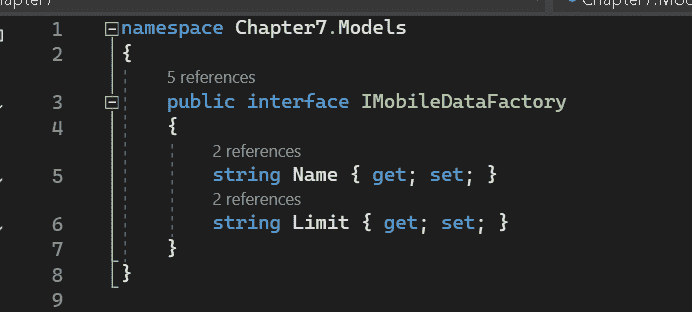 hapter7
Chapter7.Mo
1 namespace Chapter7.Models
2 {
5 references
3 public interface IMobileDataFactory
4 {
2 references
5 string Name { get; set; }
2 references
6 string Limit { get; set; }
7 }
8 }
9